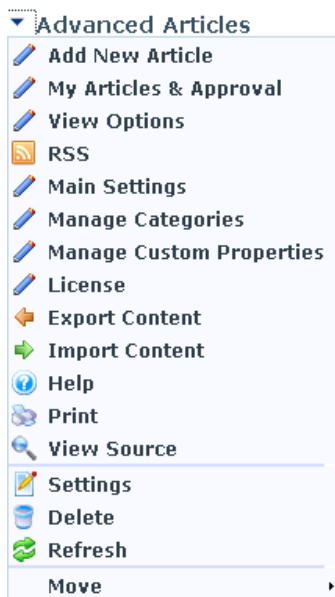 Advanced Articles
Add New Article
My Articles & Approval
View Options
RSS
Main Settings
Manage Categories
Manage Custom Properties
License
Export Content
Import Content
Help
Print
View Source
Settings
Delete
Refresh
Move